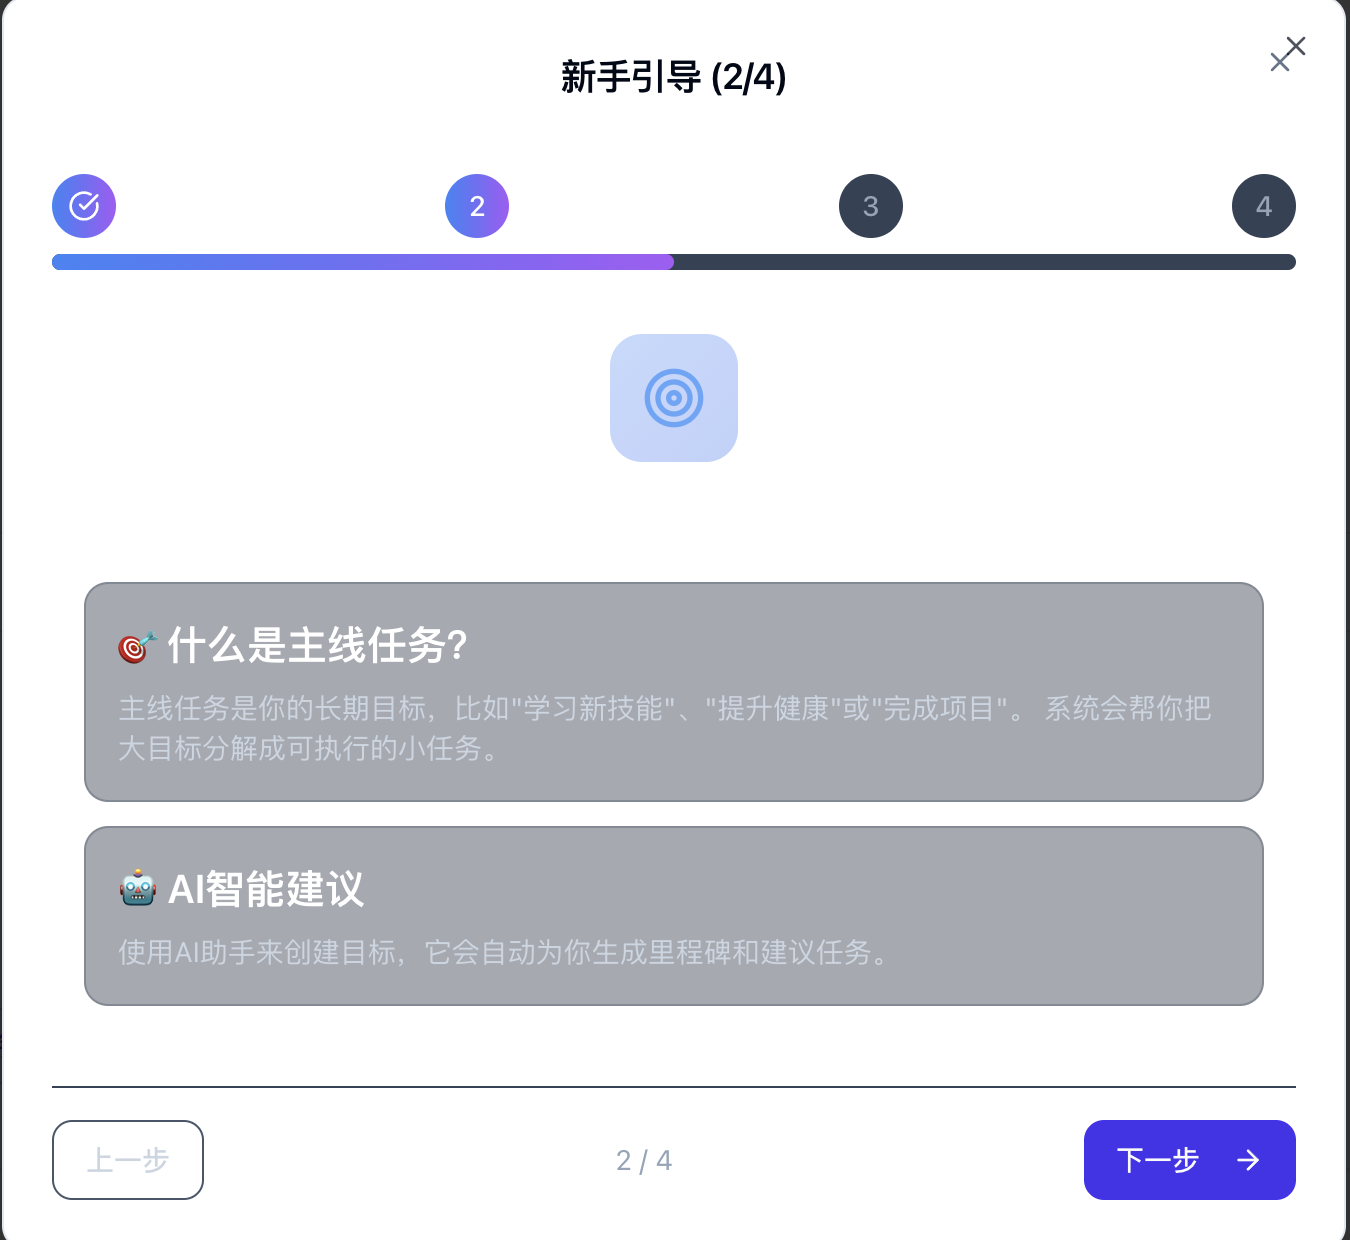 新手引导 (2/4)
2
3
4
🎯 什么是主线任务?
主线任务是你的长期目标，比如"学习新技能"、"提升健康"或"完成项目"。 系统会帮你把
大目标分解成可执行的小任务。
🤖 AI智能建议
使用AI助手来创建目标，它会自动为你生成里程碑和建议任务。
上一步
2 / 4
下一步